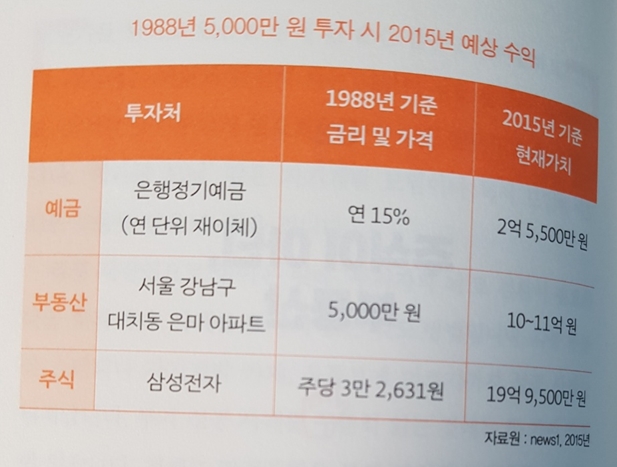 1988년 5,000만 원 투자 시 2015년 예상 수익
투자처
1988년 기준
금리 및 가격
2015년 기준
현재가치
예금
은행정기예금
(연 단위 재이체)
연 15%
2억 5,500만 원
부동산
서울 강남구
대치동 은마 아파트
5,000만 원
10~11억 원
주식
삼성전자
주당 3만 2,631원
19억 9,500만 원
자료원 : news1, 2015년